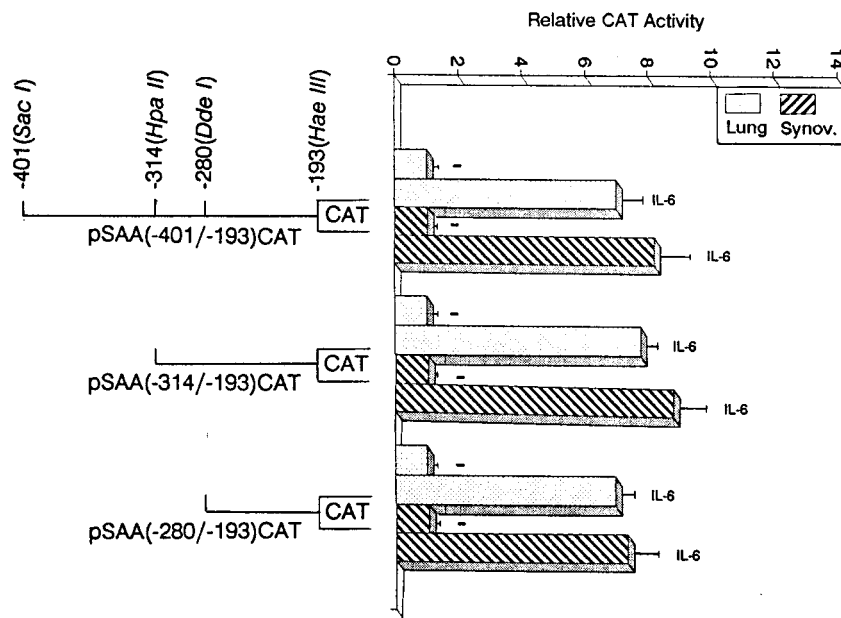 Relative CAT Activity
0 2 4 6 8 10 12 14
Lung Synov.
-401(Sac I)
-314(Hpa II)
-280(Dde I)
-193(Hae III)
CAT
pSAA(-401/-193)CAT
-
IL-6
-
IL-6
CAT
pSAA(-314/-193)CAT
-
IL-6
-
IL-6
CAT
pSAA(-280/-193)CAT
-
IL-6
-
IL-6